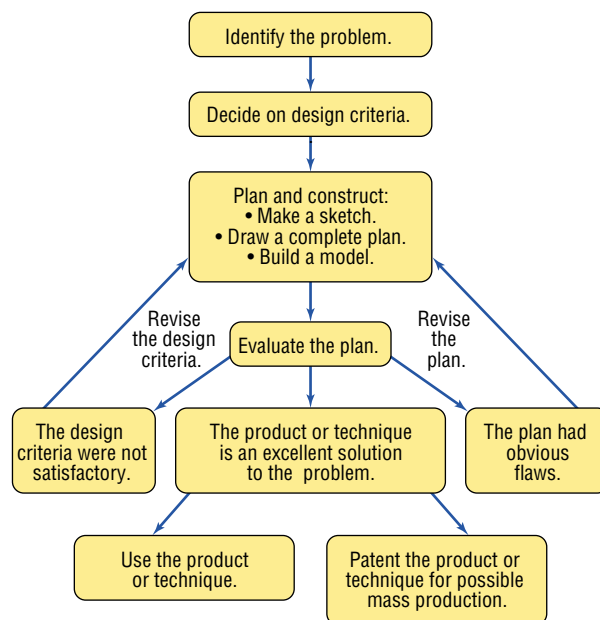 Identify the problem.
Decide on design criteria.
Plan and construct:
• Make a sketch.
• Draw a complete plan.
• Build a model.
Revise
the design
criteria.
Evaluate the plan.
Revise
the
plan.
The design
criteria were not
satisfactory.
The product or technique
is an excellent solution
to the problem.
The plan had
obvious
flaws.
Use the product
or technique.
Patent the product or
technique for possible
mass production.